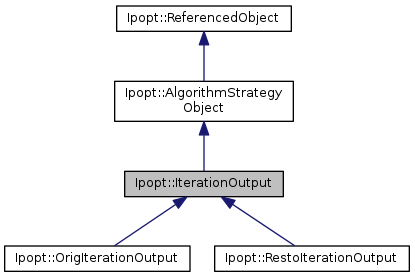 Ipopt::ReferencedObject
Ipopt::AlgorithmStrategy
Object
Ipopt::IterationOutput
Ipopt::OrigIterationOutput
Ipopt::RestoIterationOutput